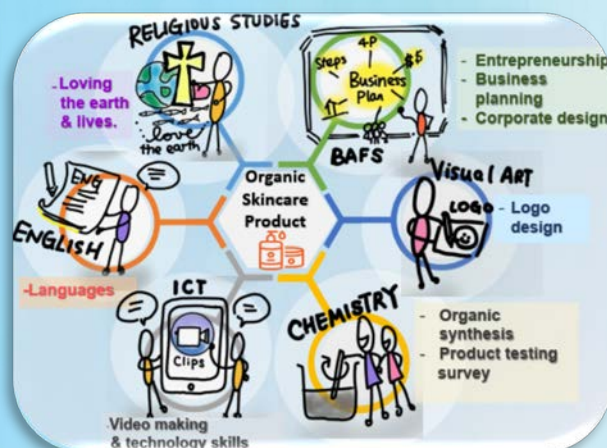 RELIGIOUS STUDIES
-Loving
the earth
& lives.
love
the earth
4P
Steps
$$
Business
Plan
BAFS
- Entrepreneurship
- Business
planning
- Corporate design
Organic
Skincare
Product
ENG
ENGLISH
-Languages
Visual ART
LOGO
- Logo
design
ICT
Clips
-Video making
& technology skills
CHEMISTRY
- Organic
synthesis
- Product testing
survey